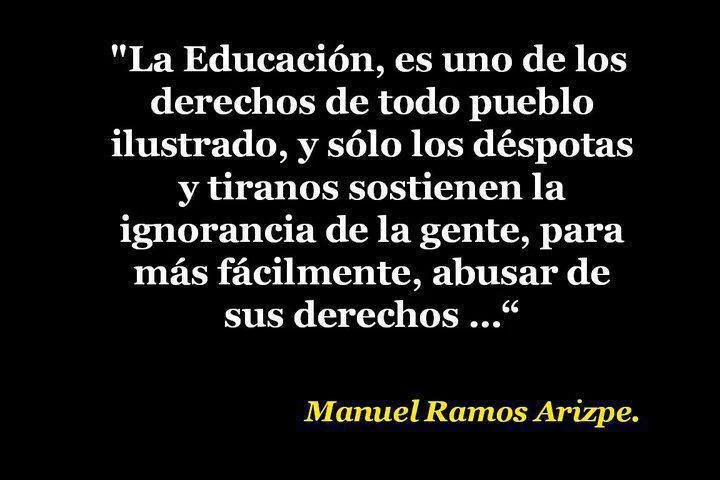 "La Educación, es uno de los
derechos de todo pueblo
ilustrado, y sólo los déspotas
y tiranos sostienen la
ignorancia de la gente, para
más fácilmente, abusar de
sus derechos ...“
Manuel Ramos Arizpe.